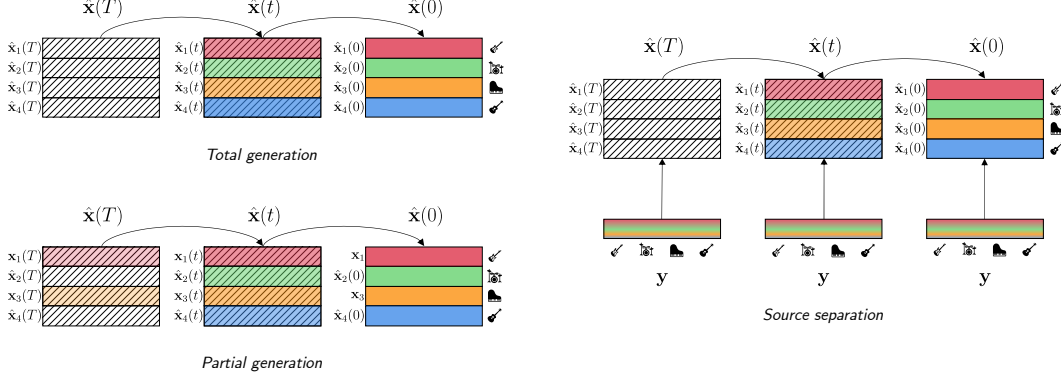 x̂(T) x̂(t) x̂(0)
x̂₁(T) x̂₁(t) x̂₁(0)
x̂₂(T) x̂₂(t) x̂₂(0)
x̂₃(T) x̂₃(t) x̂₃(0)
x̂₄(T) x̂₄(t) x̂₄(0)
Total generation
x̂(T) x̂(t) x̂(0)
x₁(T) x₁(t) x₁
x̂₂(T) x̂₂(t) x̂₂(0)
x₃(T) x₃(t) x₃
x̂₄(T) x̂₄(t) x̂₄(0)
Partial generation
x̂(T) x̂(t) x̂(0)
x̂₁(T) x̂₁(t) x̂₁(0)
x̂₂(T) x̂₂(t) x̂₂(0)
x̂₃(T) x̂₃(t) x̂₃(0)
x̂₄(T) x̂₄(t) x̂₄(0)
y y y
Source separation